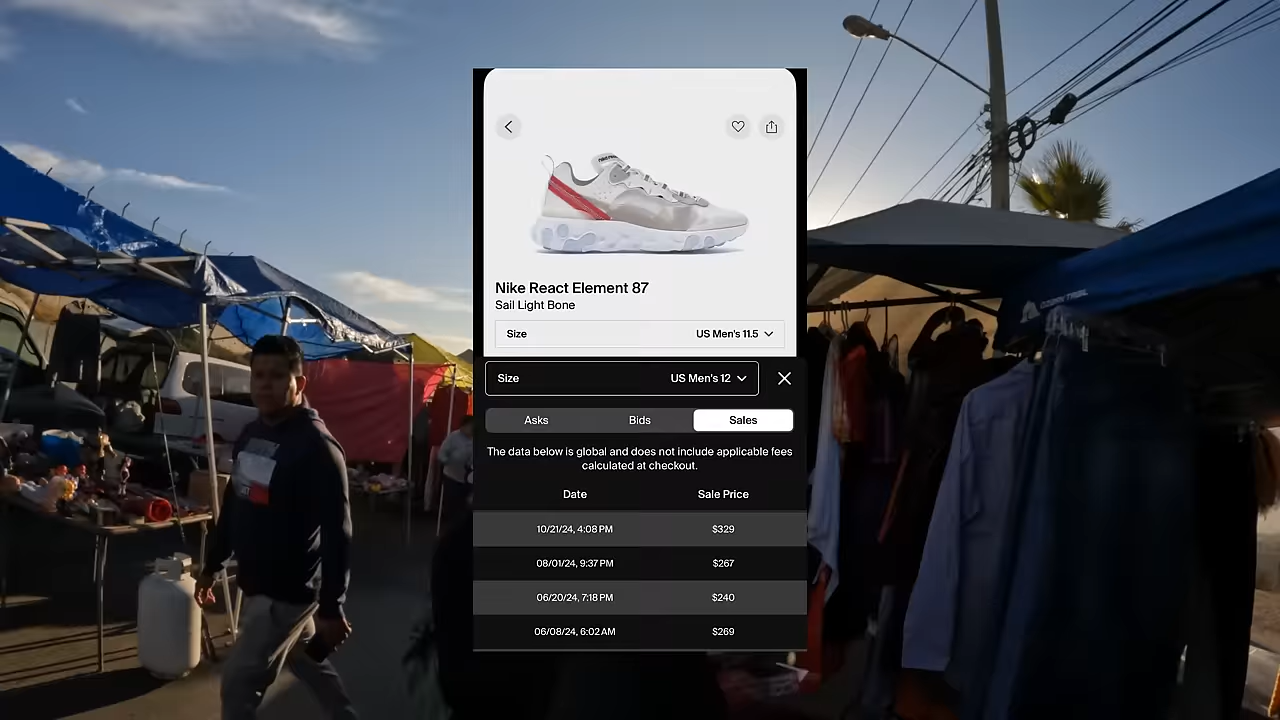 Nike React Element 87
Sail Light Bone
Size US Men's 11.5
Size US Men's 12
Asks Bids Sales
The data below is global and does not include applicable fees
calculated at checkout.
Date Sale Price
10/21/24, 4:08 PM $329
08/01/24, 9:37 PM $267
06/20/24, 7:18 PM $240
06/08/24, 6:02 AM $269